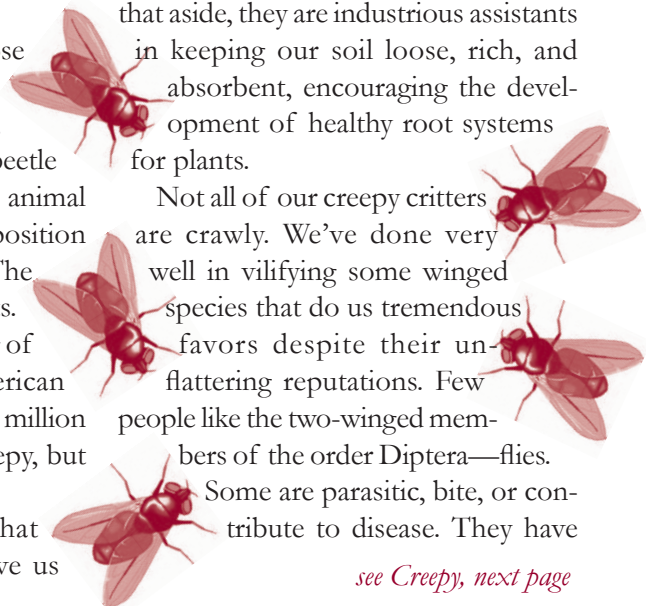 se
beetle
animal
position
The
s.
of
erican
million
epy, but
hat
ve us
that aside, they are industrious assistants
in keeping our soil loose, rich, and
absorbent, encouraging the devel-
opment of healthy root systems
for plants.
Not all of our creepy critters
are crawly. We've done very
well in vilifying some winged
species that do us tremendous
favors despite their un-
flattering reputations. Few
people like the two-winged mem-
bers of the order Diptera—flies.
Some are parasitic, bite, or con-
tribute to disease. They have
see Creepy, next page